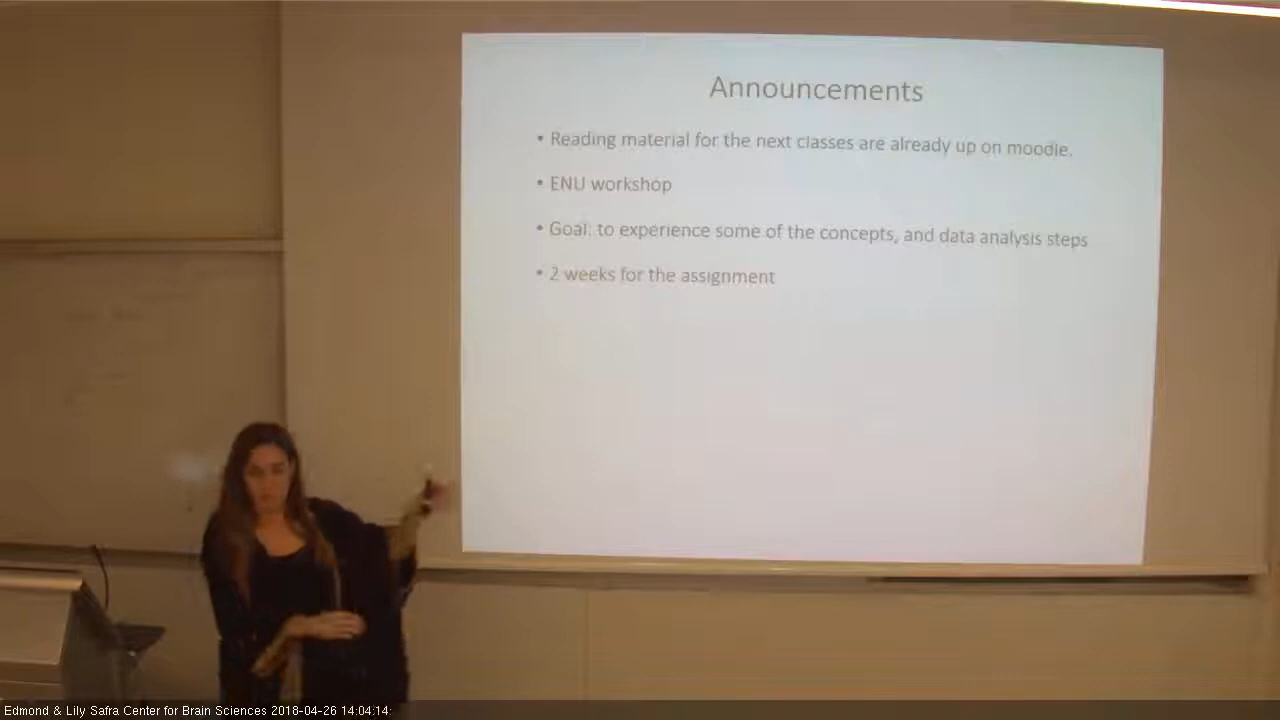 Announcements
• Reading material for the next classes are already up on moodle.
• ENU workshop
• Goal: to experience some of the concepts, and data analysis steps
• 2 weeks for the assignment
Edmond & Lily Safra Center for Brain Sciences 2018-04-26 14:04:14